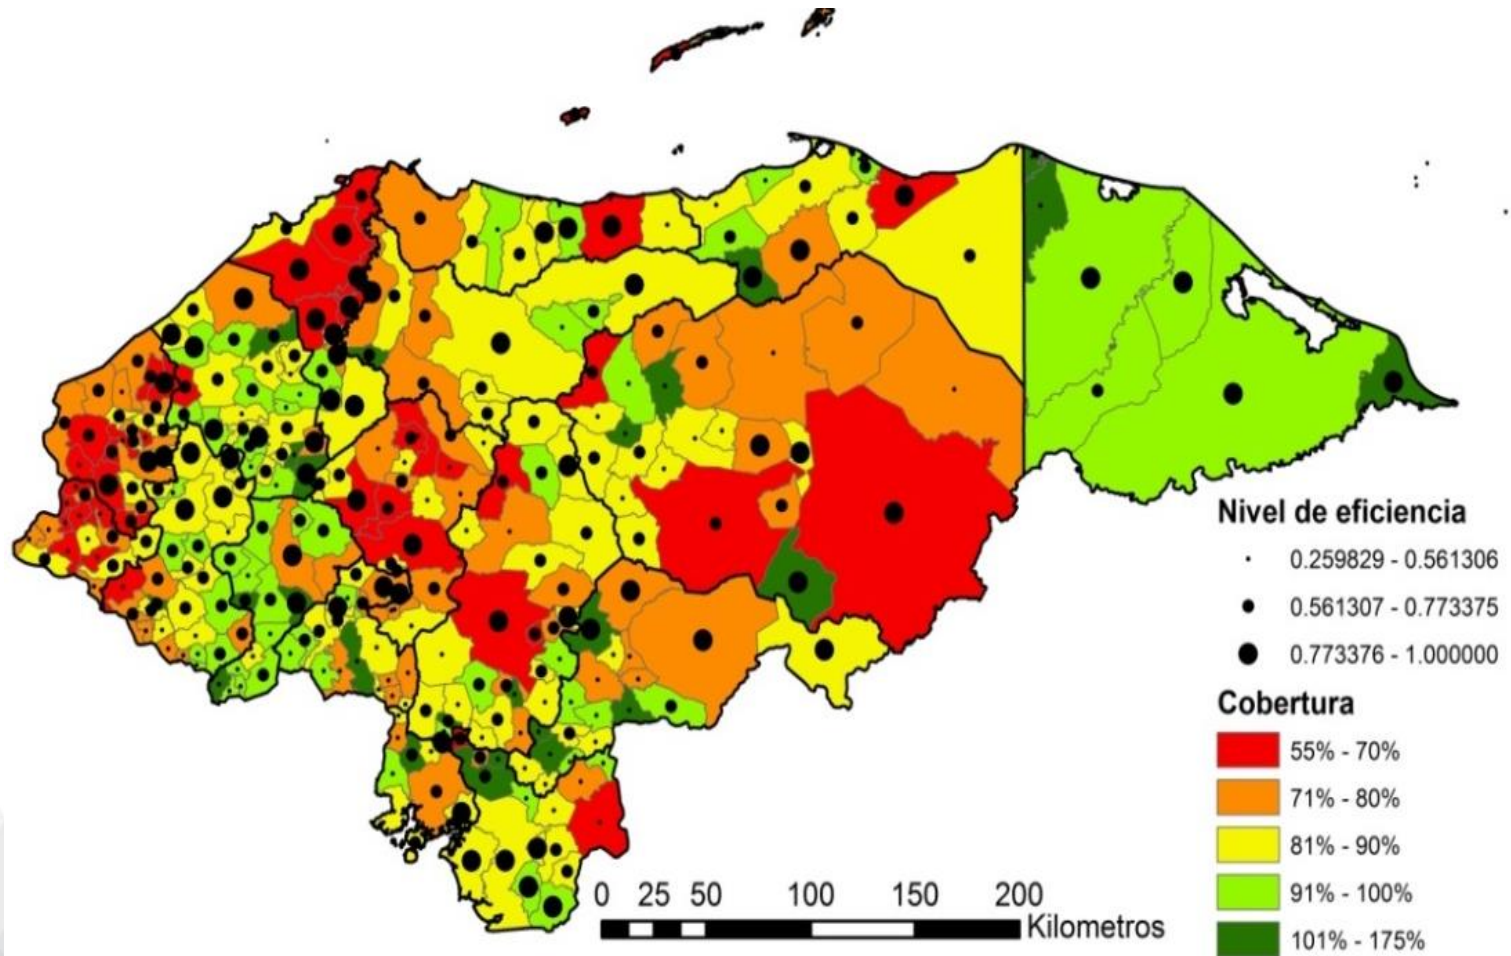 Nivel de eficiencia
0.259829 - 0.561306
0.561307 - 0.773375
0.773376 - 1.000000
Cobertura
55% - 70%
71% - 80%
81% - 90%
91% - 100%
101% - 175%
0 25 50 100 150 200
Kilometros